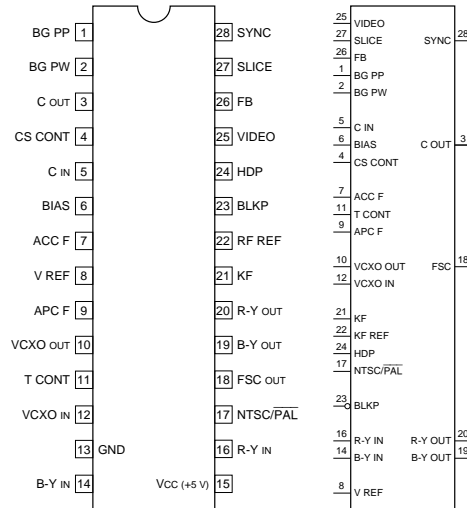 BG PP 1
BG PW 2
C OUT 3
CS CONT 4
C IN 5
BIAS 6
ACC F 7
V REF 8
APC F 9
VCXO OUT 10
T CONT 11
VCXO IN 12
13 GND
B-Y IN 14
28 SYNC
27 SLICE
26 FB
25 VIDEO
24 HDP
23 BLKP
22 RF REF
21 KF
20 R-Y OUT
19 B-Y OUT
18 FSC OUT
17 NTSC/PAL
16 R-Y IN
VCC (+5 V) 15
25 VIDEO
27 SLICE
26 FB
1 BG PP
2 BG PW
5 C IN
6 BIAS
4 CS CONT
7 ACC F
11 T CONT
9 APC F
10 VCXO OUT
12 VCXO IN
21 KF
22 KF REF
24 HDP
17 NTSC/PAL
23 BLKP
16 R-Y IN
14 B-Y IN
8 V REF
SYNC 28
C OUT 3
FSC 18
R-Y OUT 20
B-Y OUT 19